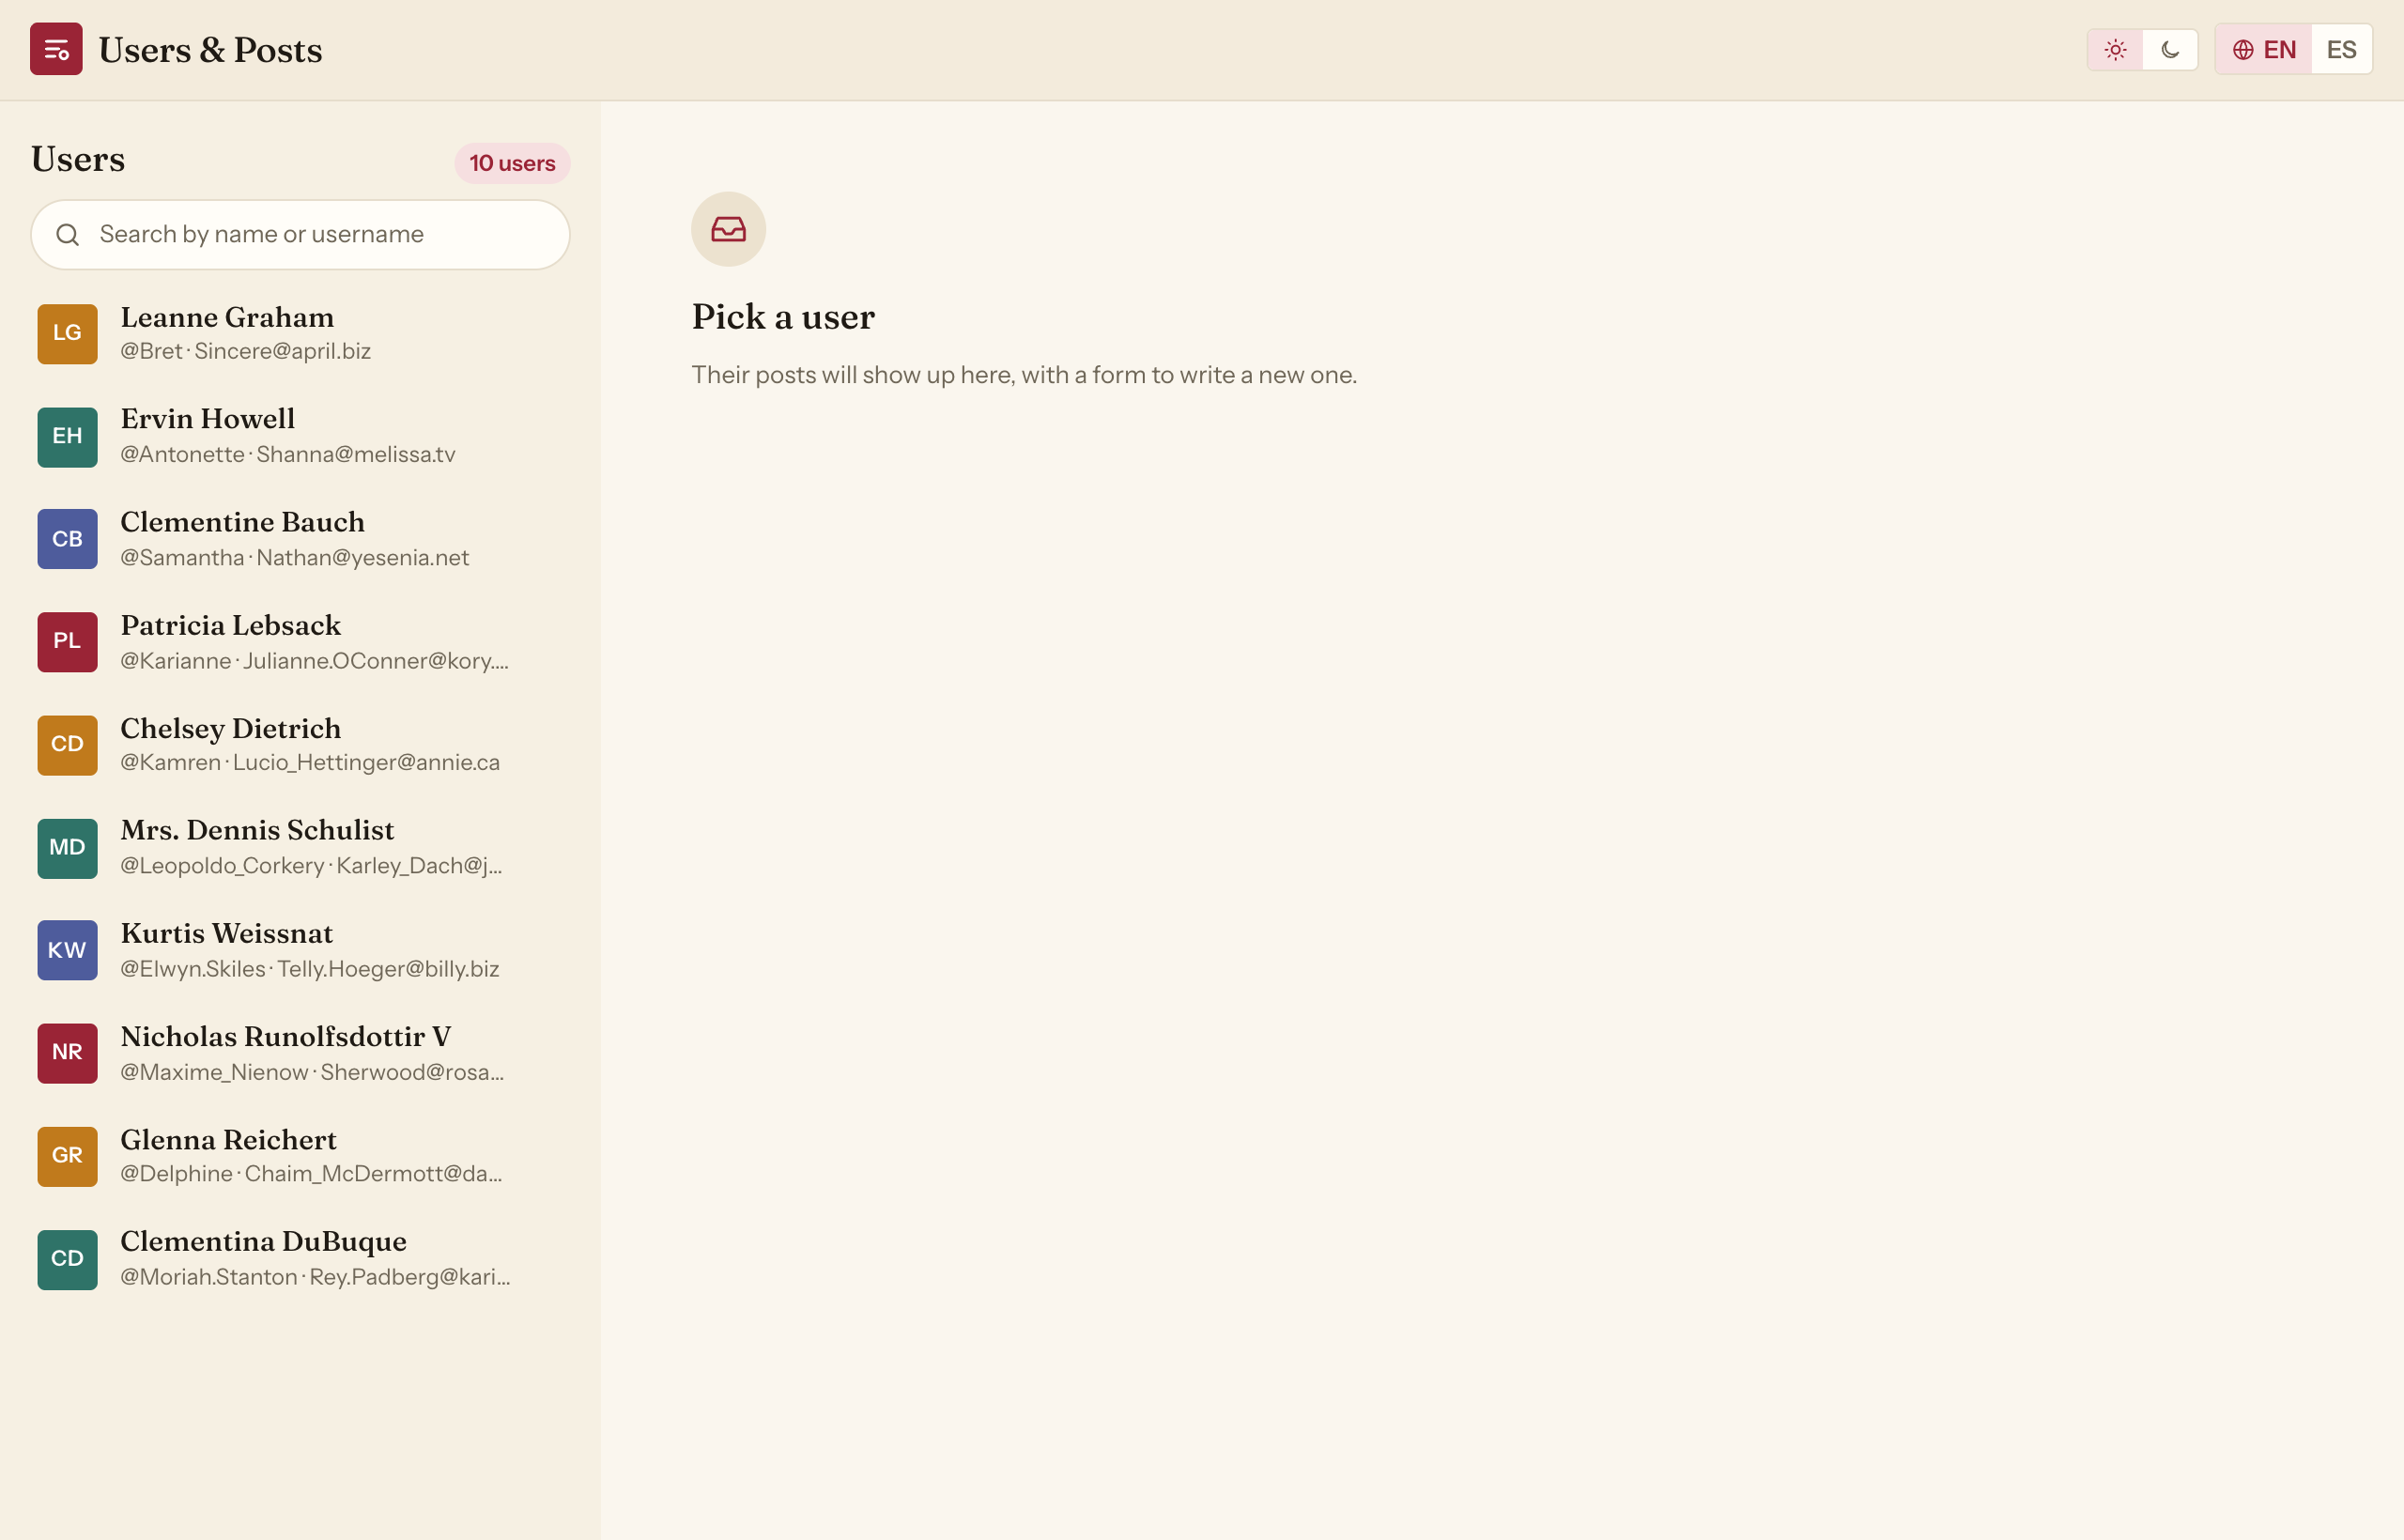 Users & Posts
EN
ES
Users
10 users
Search by name or username
LG
Leanne Graham
@Bret · Sincere@april.biz
EH
Ervin Howell
@Antonette · Shanna@melissa.tv
CB
Clementine Bauch
@Samantha · Nathan@yesenia.net
PL
Patricia Lebsack
@Karianne · Julianne.OConner@kory....
CD
Chelsey Dietrich
@Kamren · Lucio_Hettinger@annie.ca
MD
Mrs. Dennis Schulist
@Leopoldo_Corkery · Karley_Dach@j...
KW
Kurtis Weissnat
@Elwyn.Skiles · Telly.Hoeger@billy.biz
NR
Nicholas Runolfsdottir V
@Maxime_Nienow · Sherwood@rosa...
GR
Glenna Reichert
@Delphine · Chaim_McDermott@da...
CD
Clementina DuBuque
@Moriah.Stanton · Rey.Padberg@kari...
Pick a user
Their posts will show up here, with a form to write a new one.